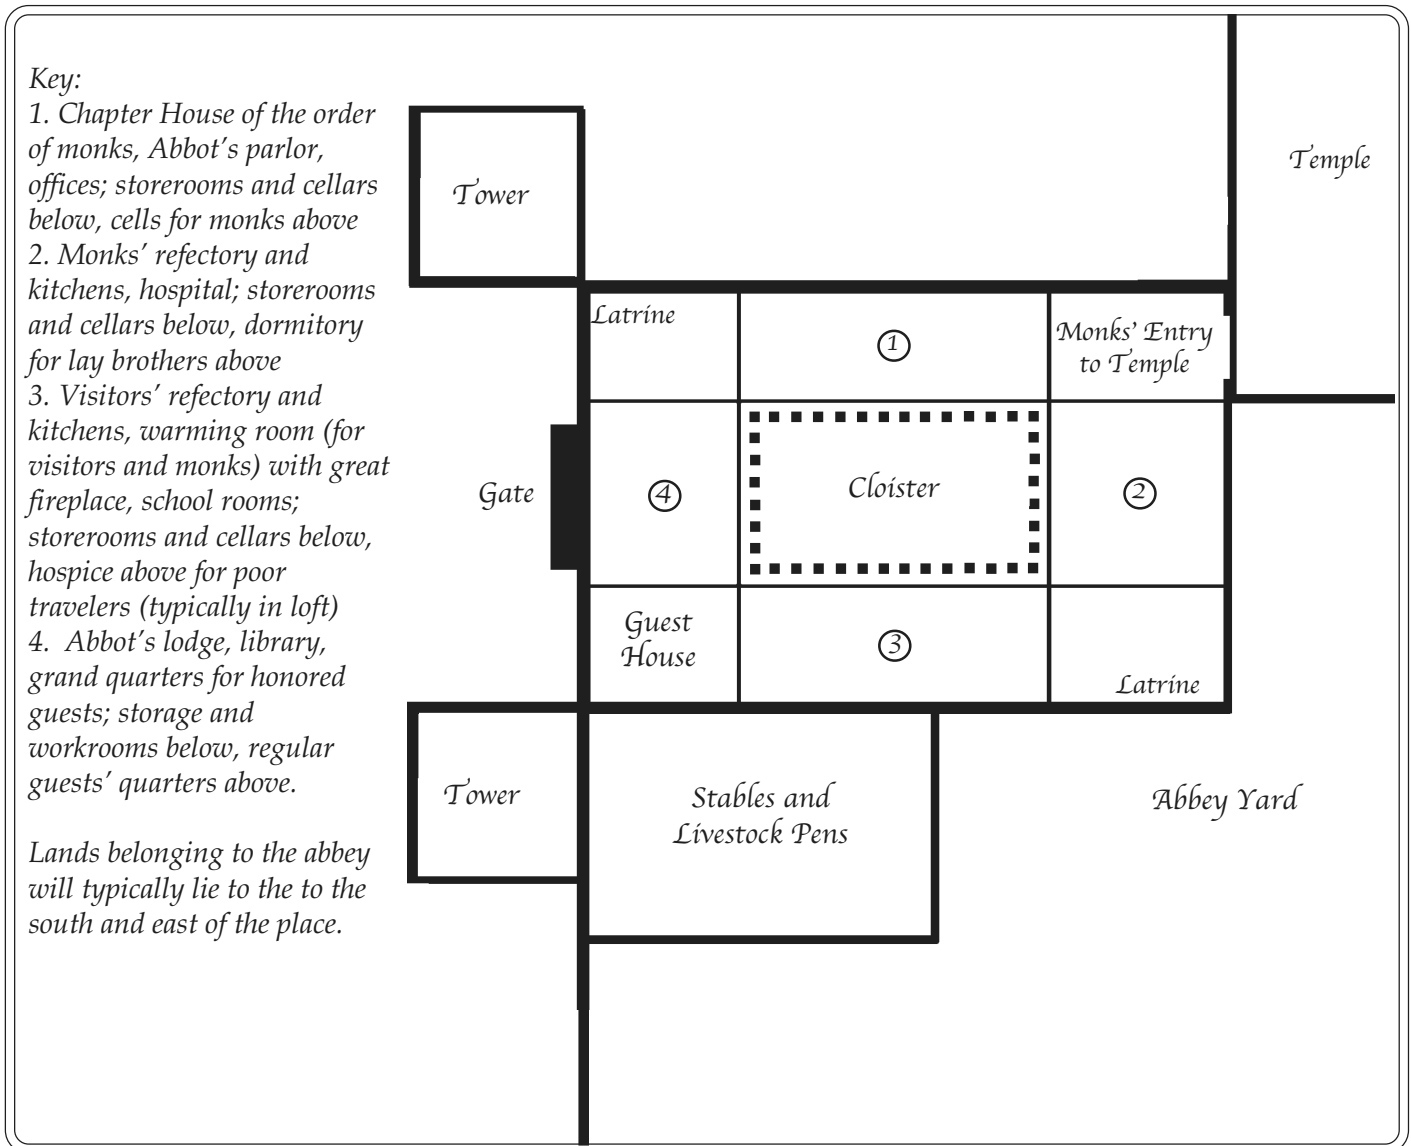 Key:
1. Chapter House of the order
of monks, Abbot's parlor,
offices; storerooms and cellars
below, cells for monks above
2. Monks' refectory and
kitchens, hospital; storerooms
and cellars below, dormitory
for lay brothers above
3. Visitors' refectory and
kitchens, warming room (for
visitors and monks) with great
fireplace, school rooms;
storerooms and cellars below,
hospice above for poor
travelers (typically in loft)
4.  Abbot's lodge, library,
grand quarters for honored
guests; storage and
workrooms below, regular
guests' quarters above.
Lands belonging to the abbey
will typically lie to the to the
south and east of the place.
Tower
Temple
Latrine
1
Monks' Entry
to Temple
Gate
4
Cloister
2
Guest
House
3
Latrine
Tower
Stables and
Livestock Pens
Abbey Yard